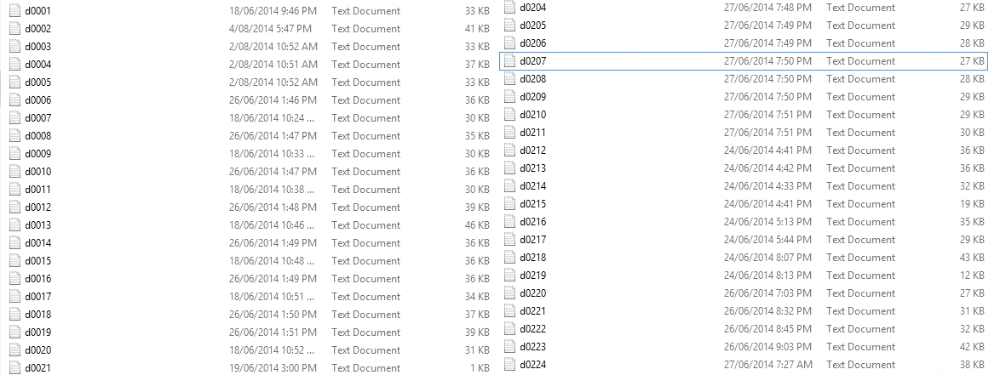 d0001 18/06/2014 9:46 PM Text Document 33 KB
d0002 4/08/2014 5:47 PM Text Document 41 KB
d0003 2/08/2014 10:52 AM Text Document 33 KB
d0004 2/08/2014 10:51 AM Text Document 37 KB
d0005 2/08/2014 10:52 AM Text Document 33 KB
d0006 26/06/2014 1:46 PM Text Document 36 KB
d0007 18/06/2014 10:24 ... Text Document 30 KB
d0008 26/06/2014 1:47 PM Text Document 35 KB
d0009 18/06/2014 10:33 ... Text Document 30 KB
d0010 26/06/2014 1:47 PM Text Document 36 KB
d0011 18/06/2014 10:38 ... Text Document 30 KB
d0012 26/06/2014 1:48 PM Text Document 39 KB
d0013 18/06/2014 10:46 ... Text Document 46 KB
d0014 26/06/2014 1:49 PM Text Document 36 KB
d0015 18/06/2014 10:48 ... Text Document 36 KB
d0016 26/06/2014 1:49 PM Text Document 36 KB
d0017 18/06/2014 10:51 ... Text Document 34 KB
d0018 26/06/2014 1:50 PM Text Document 37 KB
d0019 26/06/2014 1:51 PM Text Document 39 KB
d0020 18/06/2014 10:52 ... Text Document 31 KB
d0021 19/06/2014 3:00 PM Text Document 1 KB
d0204 27/06/2014 7:48 PM Text Document 27 KB
d0205 27/06/2014 7:49 PM Text Document 29 KB
d0206 27/06/2014 7:49 PM Text Document 28 KB
d0207 27/06/2014 7:50 PM Text Document 27 KB
d0208 27/06/2014 7:50 PM Text Document 28 KB
d0209 27/06/2014 7:50 PM Text Document 29 KB
d0210 27/06/2014 7:51 PM Text Document 29 KB
d0211 27/06/2014 7:51 PM Text Document 30 KB
d0212 24/06/2014 4:41 PM Text Document 36 KB
d0213 24/06/2014 4:42 PM Text Document 36 KB
d0214 24/06/2014 4:33 PM Text Document 32 KB
d0215 24/06/2014 4:41 PM Text Document 19 KB
d0216 24/06/2014 5:13 PM Text Document 35 KB
d0217 24/06/2014 5:44 PM Text Document 29 KB
d0218 24/06/2014 8:07 PM Text Document 43 KB
d0219 24/06/2014 8:13 PM Text Document 12 KB
d0220 26/06/2014 7:03 PM Text Document 27 KB
d0221 26/06/2014 8:32 PM Text Document 31 KB
d0222 26/06/2014 8:45 PM Text Document 32 KB
d0223 26/06/2014 9:03 PM Text Document 42 KB
d0224 27/06/2014 7:27 AM Text Document 38 KB